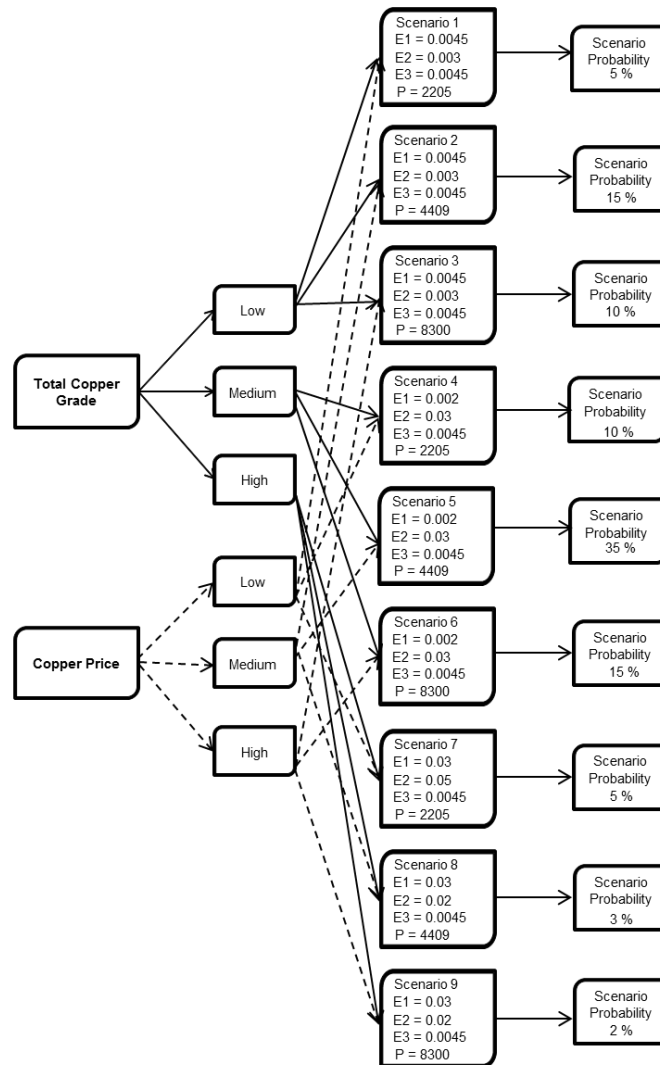 Total Copper
Grade
Copper Price
Low
Medium
High
Low
Medium
High
Scenario 1
E1 = 0.0045
E2 = 0.003
E3 = 0.0045
P = 2205
Scenario
Probability
5 %
Scenario 2
E1 = 0.0045
E2 = 0.003
E3 = 0.0045
P = 4409
Scenario
Probability
15 %
Scenario 3
E1 = 0.0045
E2 = 0.003
E3 = 0.0045
P = 8300
Scenario
Probability
10 %
Scenario 4
E1 = 0.002
E2 = 0.03
E3 = 0.0045
P = 2205
Scenario
Probability
10 %
Scenario 5
E1 = 0.002
E2 = 0.03
E3 = 0.0045
P = 4409
Scenario
Probability
35 %
Scenario 6
E1 = 0.002
E2 = 0.03
E3 = 0.0045
P = 8300
Scenario
Probability
15 %
Scenario 7
E1 = 0.03
E2 = 0.05
E3 = 0.0045
P = 2205
Scenario
Probability
5 %
Scenario 8
E1 = 0.03
E2 = 0.02
E3 = 0.0045
P = 4409
Scenario
Probability
3 %
Scenario 9
E1 = 0.03
E2 = 0.02
E3 = 0.0045
P = 8300
Scenario
Probability
2 %